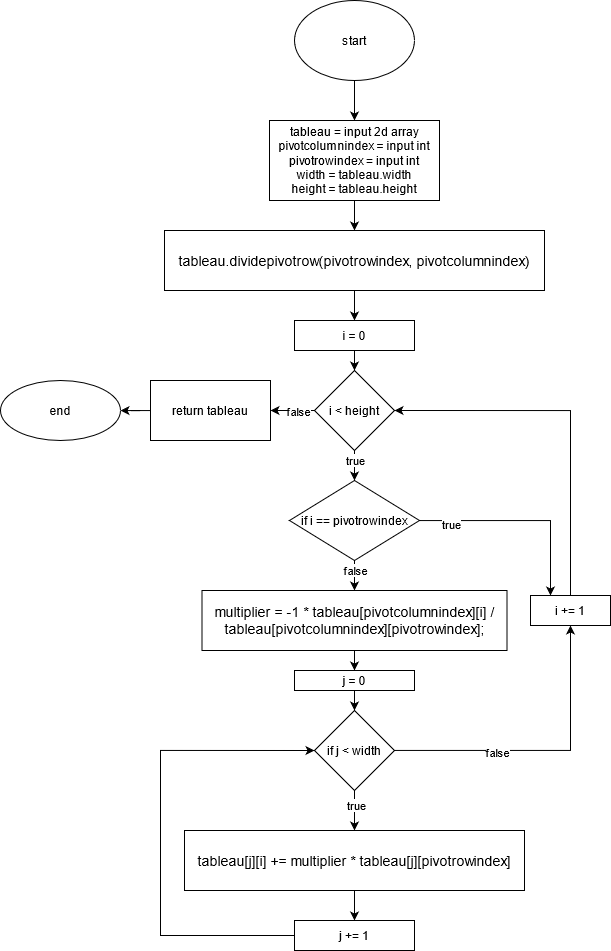 start
tableau = input 2d array
pivotcolumnindex = input int
pivotrowindex = input int
width = tableau.width
height = tableau.height
tableau.dividepivotrow(pivotrowindex, pivotcolumnindex)
i = 0
end
return tableau
false
i < height
true
if i == pivotrowindex
true
false
multiplier = -1 * tableau[pivotcolumnindex][i] /
tableau[pivotcolumnindex][pivotrowindex];
i += 1
j = 0
if j < width
false
true
tableau[j][i] += multiplier * tableau[j][pivotrowindex]
j += 1